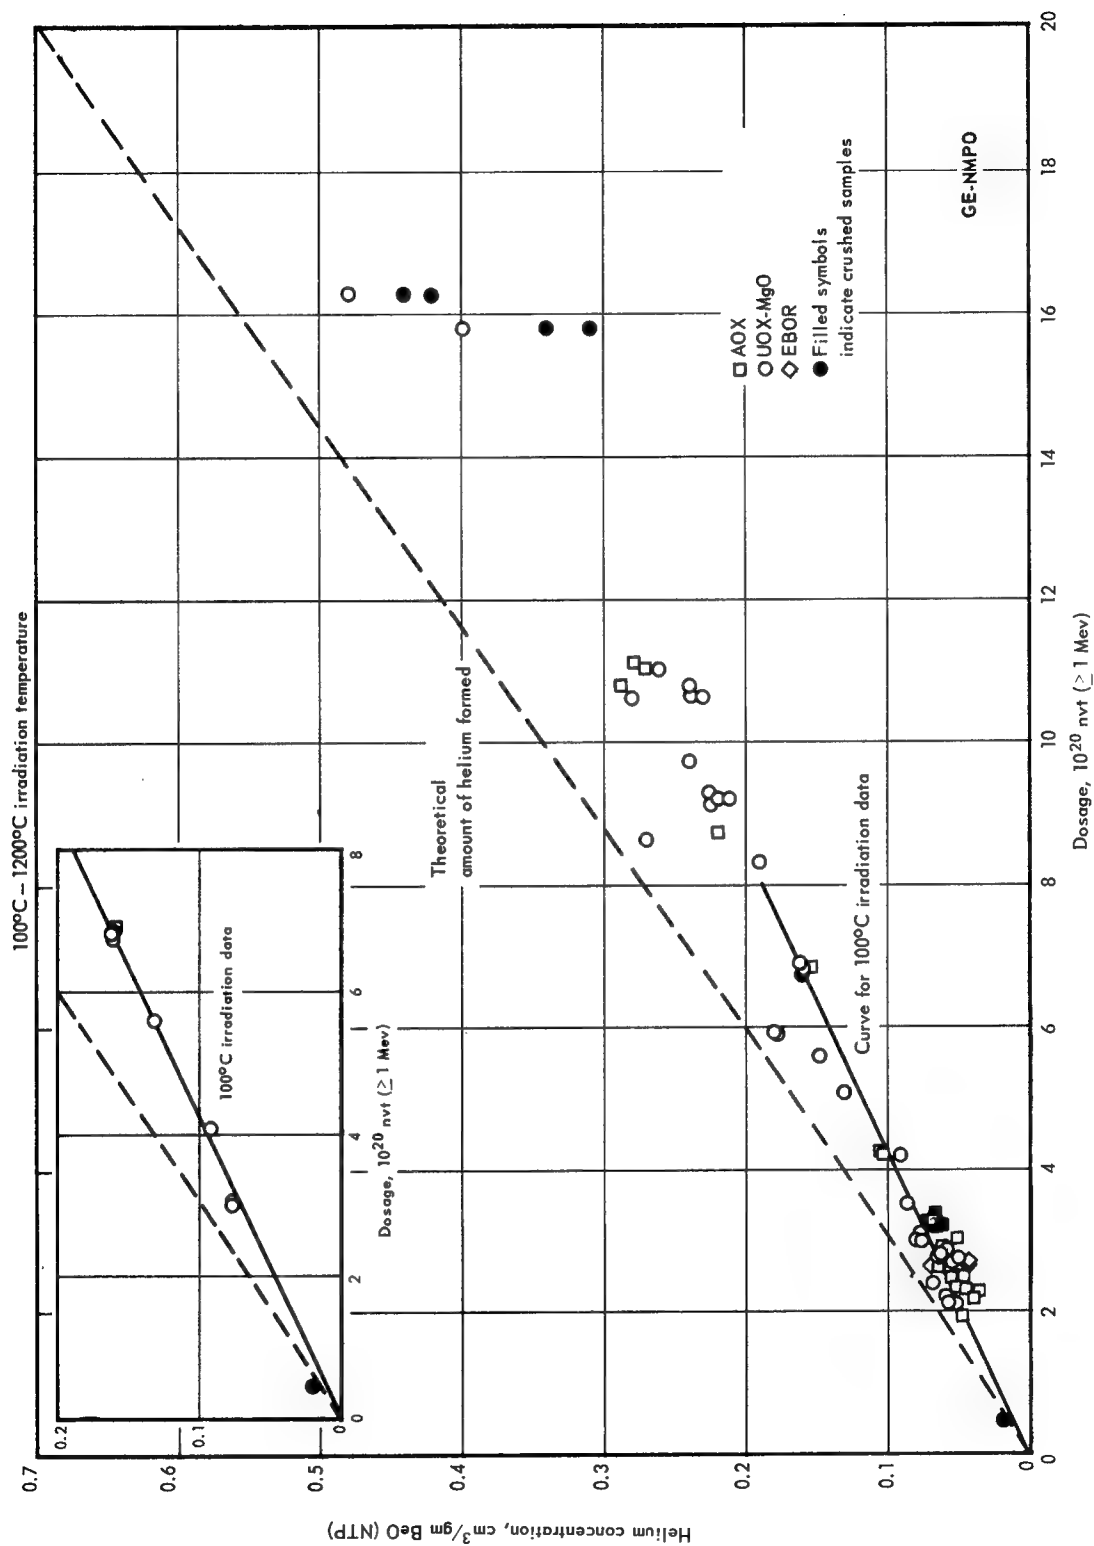 100°C – 1200°C irradiation temperature
0.7
0.6
0.5
0.4
0.3
0.2
0.1
0
Helium concentration, cm³/gm BeO (NTP)
0 2 4 6 8 10 12 14 16 18 20
Dosage, 10²⁰ nvt (≥ 1 Mev)
0.2
0.1
0
0 2 4 6 8
Dosage, 10²⁰ nvt (≥ 1 Mev)
100°C irradiation data
Theoretical
amount of helium formed
Curve for 100°C irradiation data
AOX
UOX-MgO
EBOR
Filled symbols
indicate crushed samples
GE-NMPO